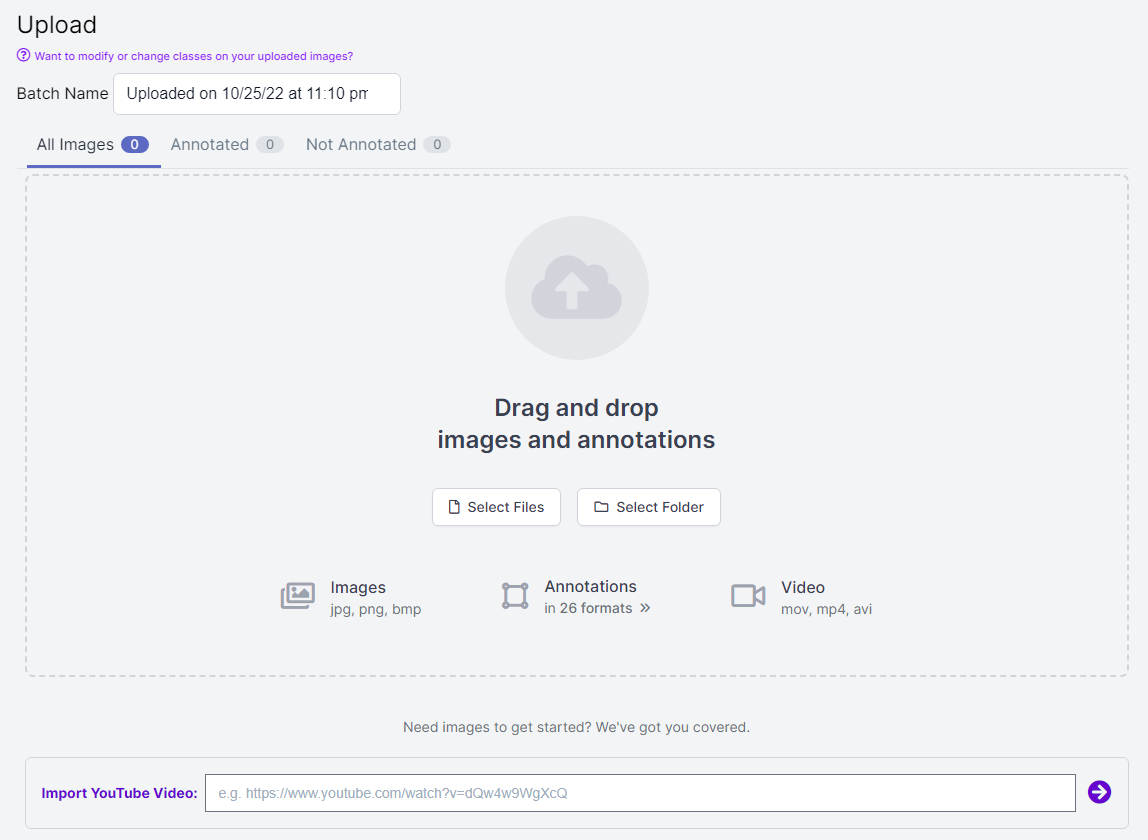 Upload
Want to modify or change classes on your uploaded images?
Batch Name Uploaded on 10/25/22 at 11:10 pm
All Images 0 Annotated 0 Not Annotated 0
Drag and drop
images and annotations
Select Files Select Folder
Images Annotations Video
jpg, png, bmp in 26 formats » mov, mp4, avi
Need images to get started? We've got you covered.
Import YouTube Video: e.g. https://www.youtube.com/watch?v=dQw4w9WgXcQ